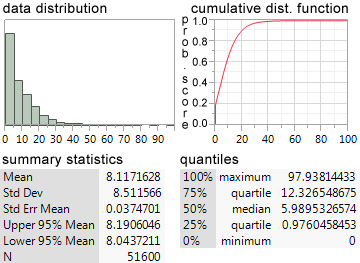 data distribution
0 10 20 30 40 50 60 70 80 90
cumulative dist. function
prob. score
1.0
0.8
0.6
0.4
0.2
0.0
0 20 40 60 80 100
summary statistics
Mean 8.1171628
Std Dev 8.511566
Std Err Mean 0.0374701
Upper 95% Mean 8.1906046
Lower 95% Mean 8.0437211
N 51600
quantiles
100% maximum 97.93814433
75% quartile 12.326548675
50% median 5.9895326574
25% quartile 0.9760458453
0% minimum 0